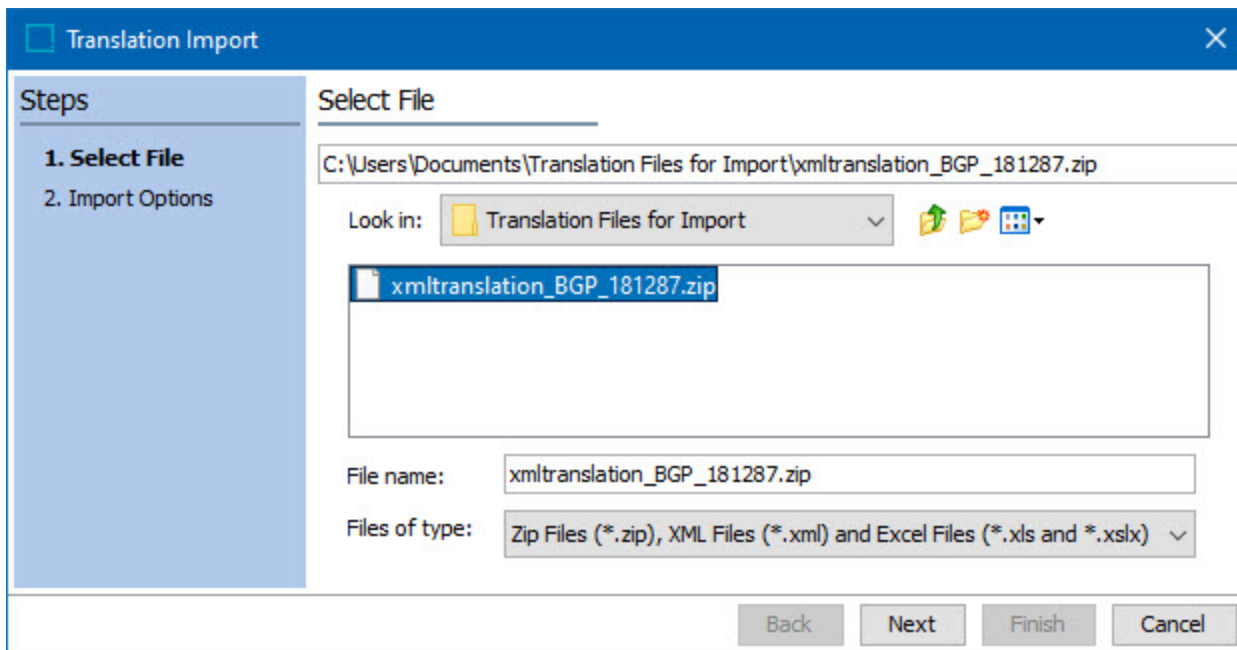 Translation Import
Steps
1. Select File
2. Import Options
Select File
C:\Users\Documents\Translation Files for Import\xmltranslation_BGP_181287.zip
Look in: Translation Files for Import
xmltranslation_BGP_181287.zip
File name: xmltranslation_BGP_181287.zip
Files of type: Zip Files (*.zip), XML Files (*.xml) and Excel Files (*.xls and *.xslx)
Back Next Finish Cancel